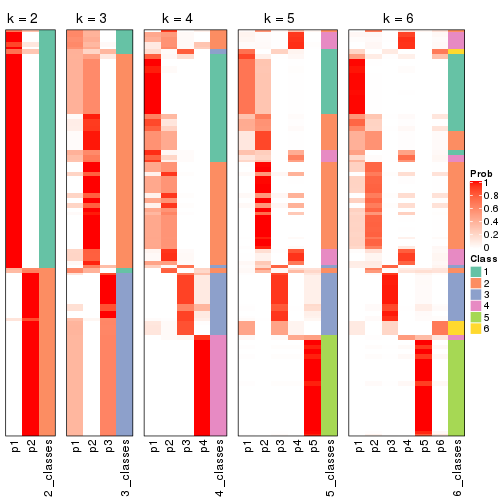 k = 2
k = 3
k = 4
k = 5
k = 6
Prob
1
0.8
0.6
0.4
0.2
0
Class
1
2
3
4
5
6
p1
p2
2_classes
p1
p2
p3
3_classes
p1
p2
p3
p4
4_classes
p1
p2
p3
p4
p5
5_classes
p1
p2
p3
p4
p5
p6
6_classes